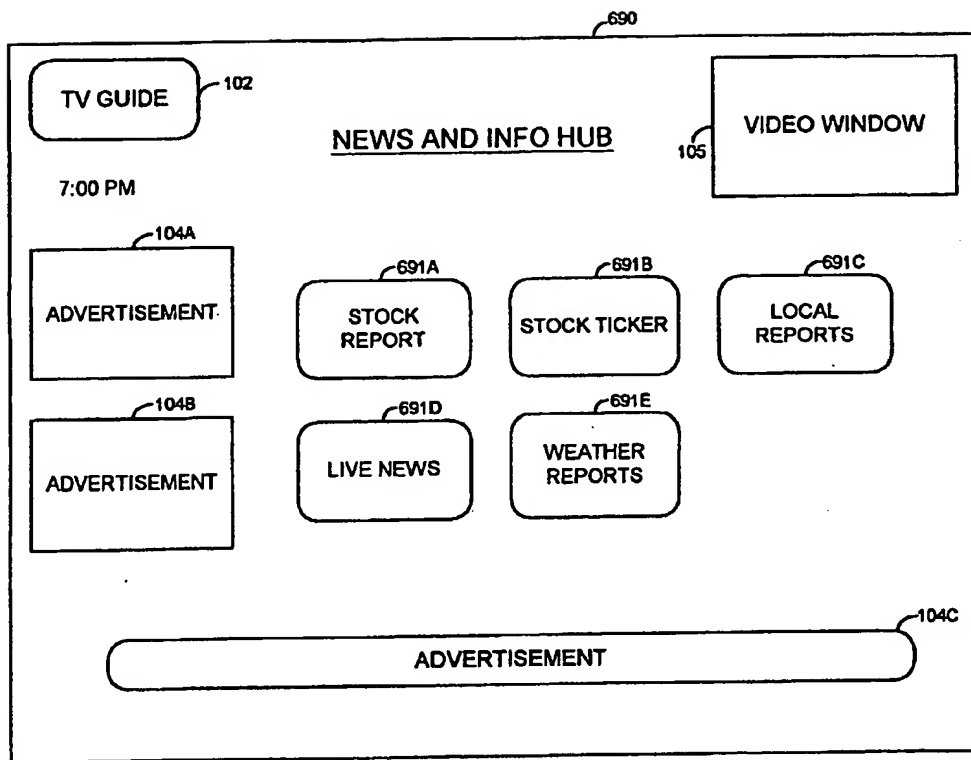 690
TV GUIDE
102
NEWS AND INFO HUB
105
VIDEO WINDOW
7:00 PM
104A
ADVERTISEMENT
691A
STOCK
REPORT
691B
STOCK TICKER
691C
LOCAL
REPORTS
104B
ADVERTISEMENT
691D
LIVE NEWS
691E
WEATHER
REPORTS
104C
ADVERTISEMENT